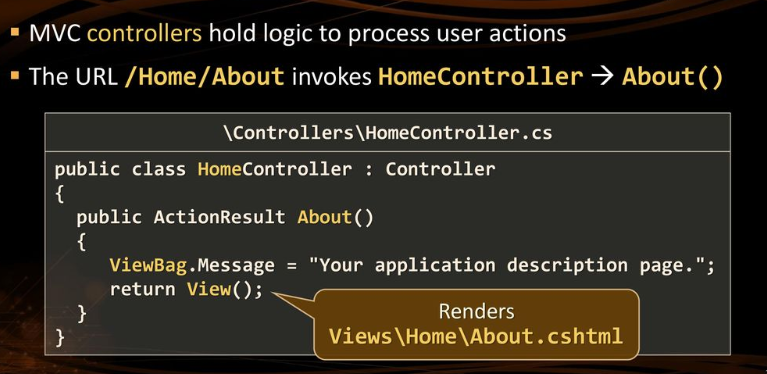 MVC controllers hold logic to process user actions
The URL /Home/About invokes HomeController → About()
\Controllers\HomeController.cs
public class HomeController : Controller
{
public ActionResult About()
{
ViewBag.Message = "Your application description page.";
return View();
}
}
Renders
Views\Home\About.cshtml